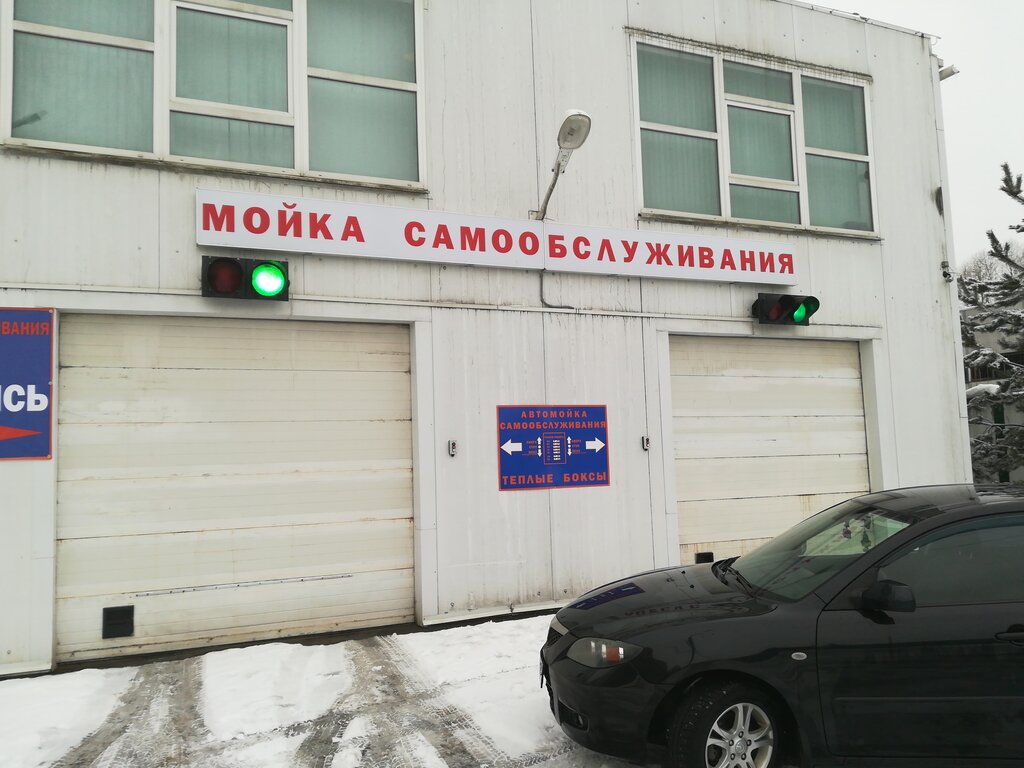 МОЙКА САМООБСЛУЖИВАНИЯ
ВАНИЯ
СЬ
АВТОМОЙКА
САМООБСЛУЖИВАНИЯ
ТЕПЛЫЕ БОКСЫ